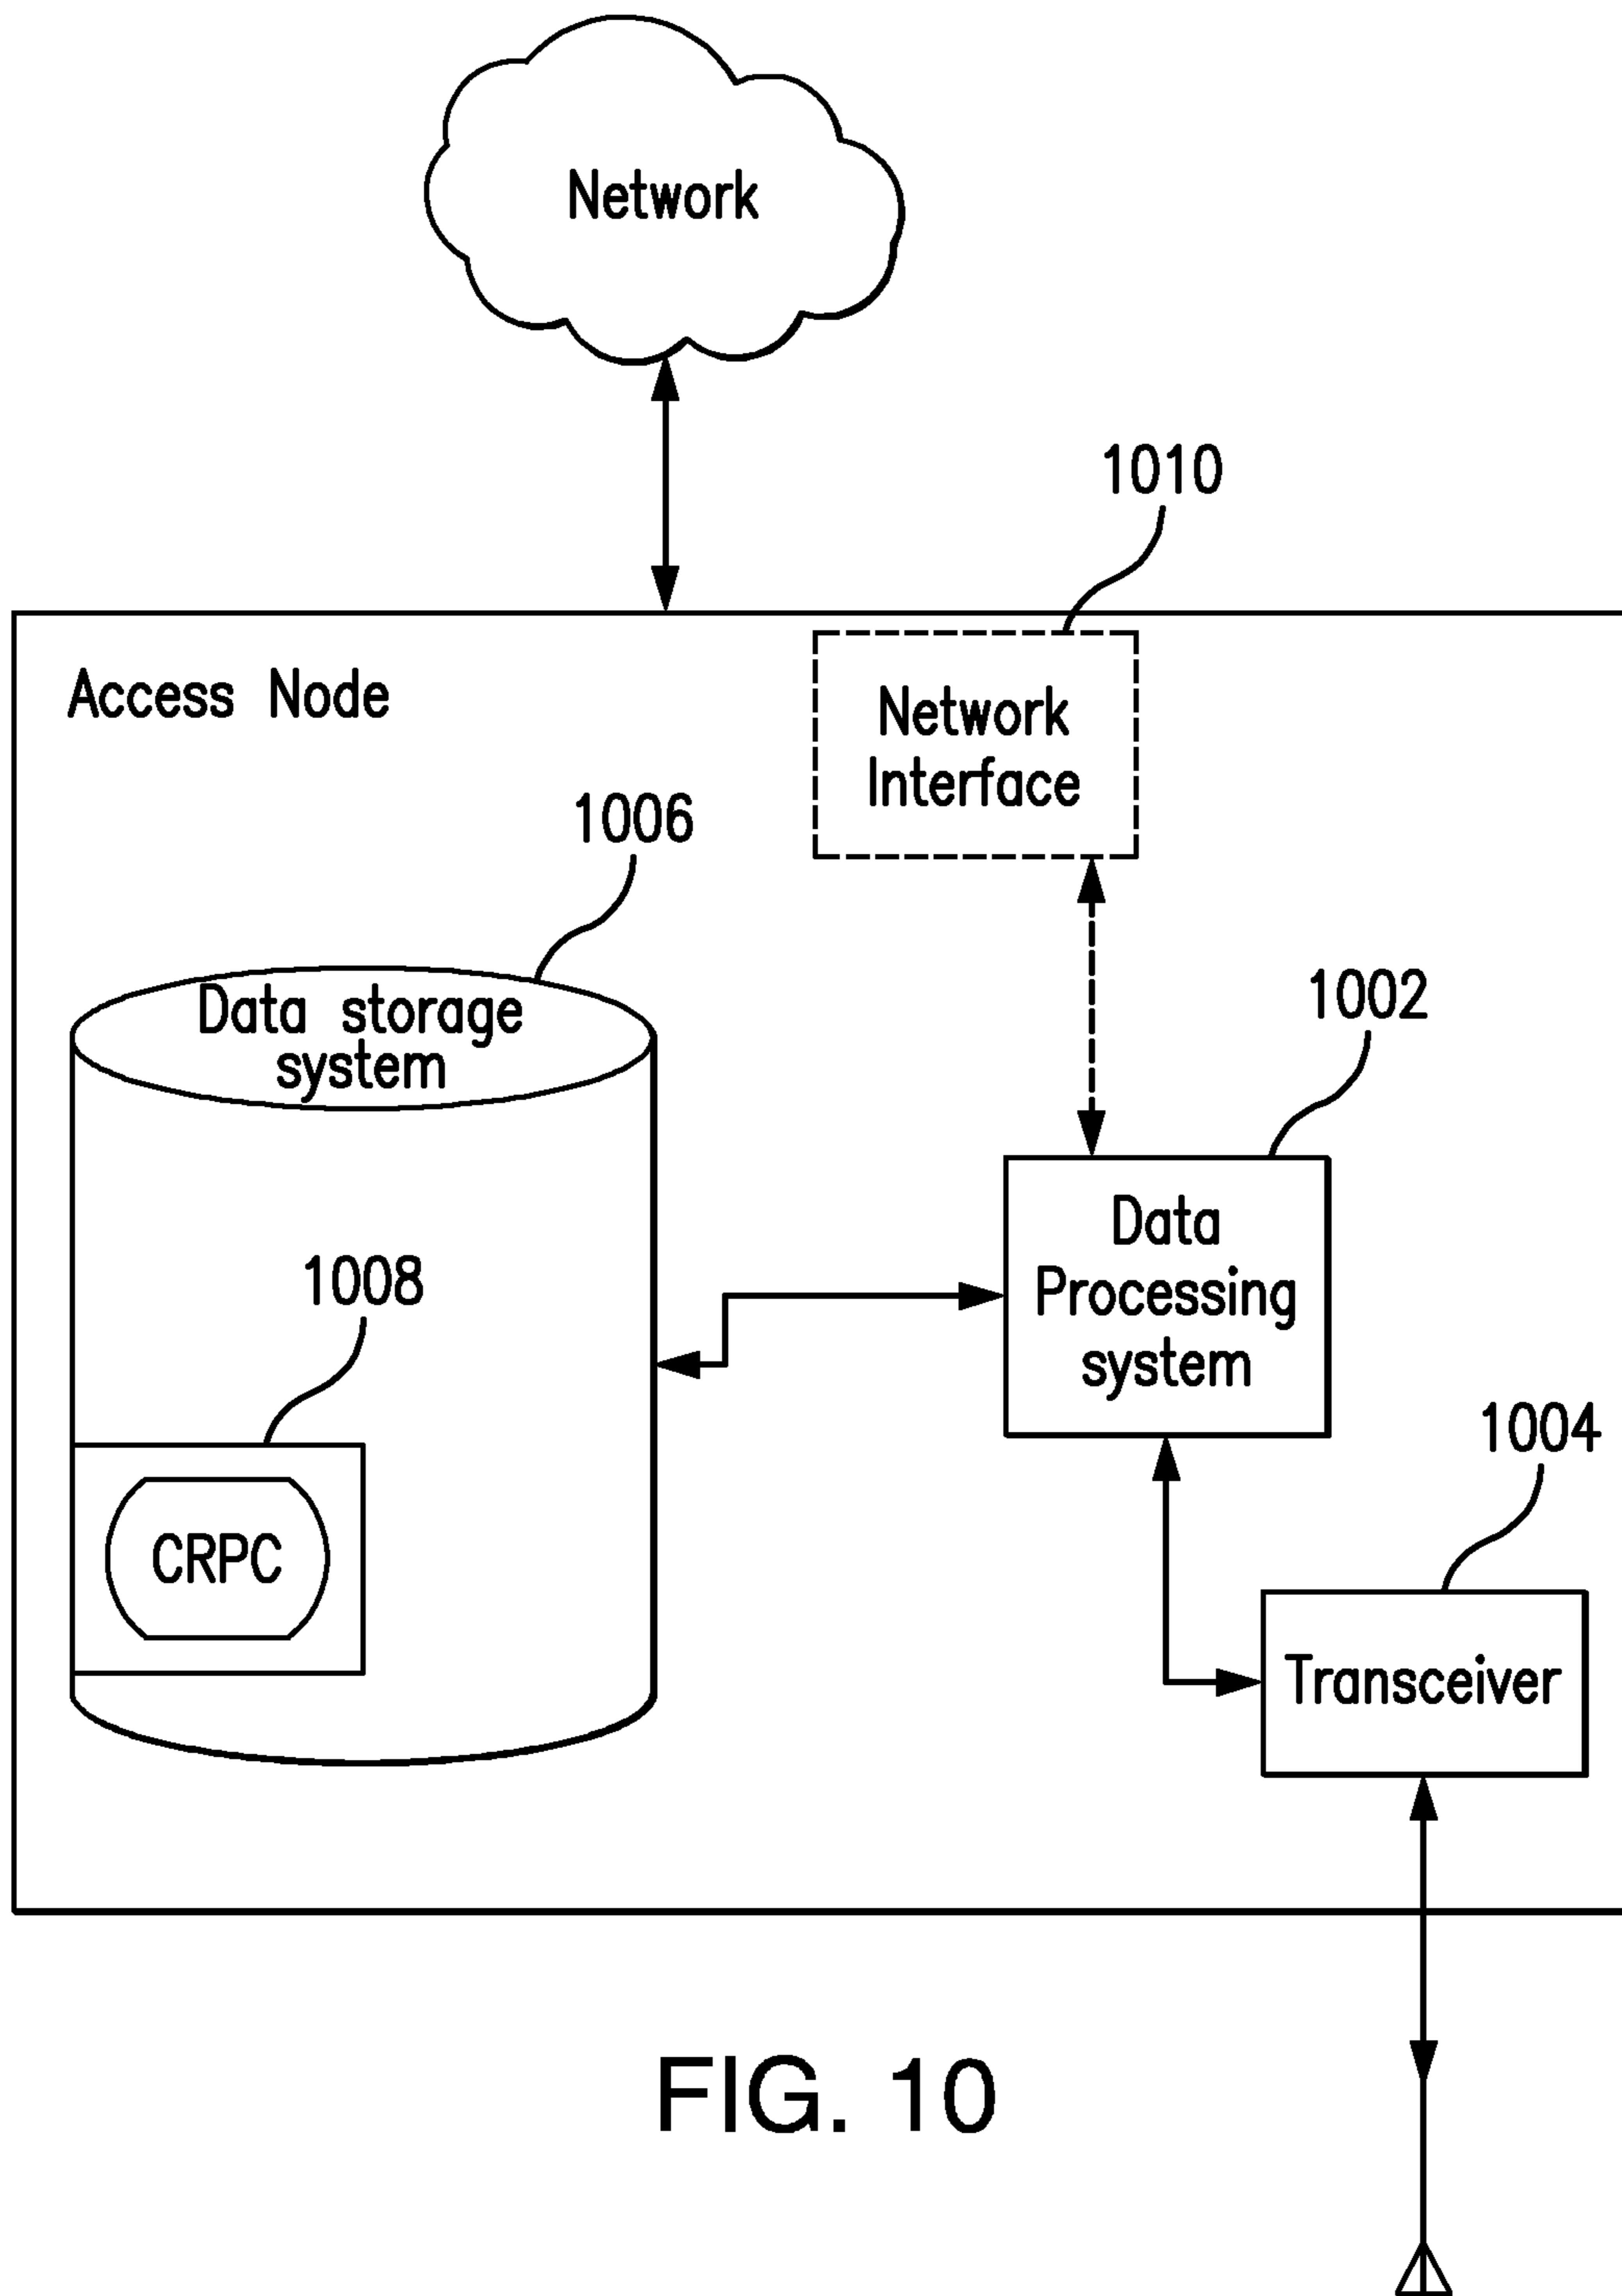 Network
1010
Access Node
Network
Interface
1006
Data storage
system
1002
Data
Processing
system
1008
CRPC
1004
Transceiver
FIG. 10